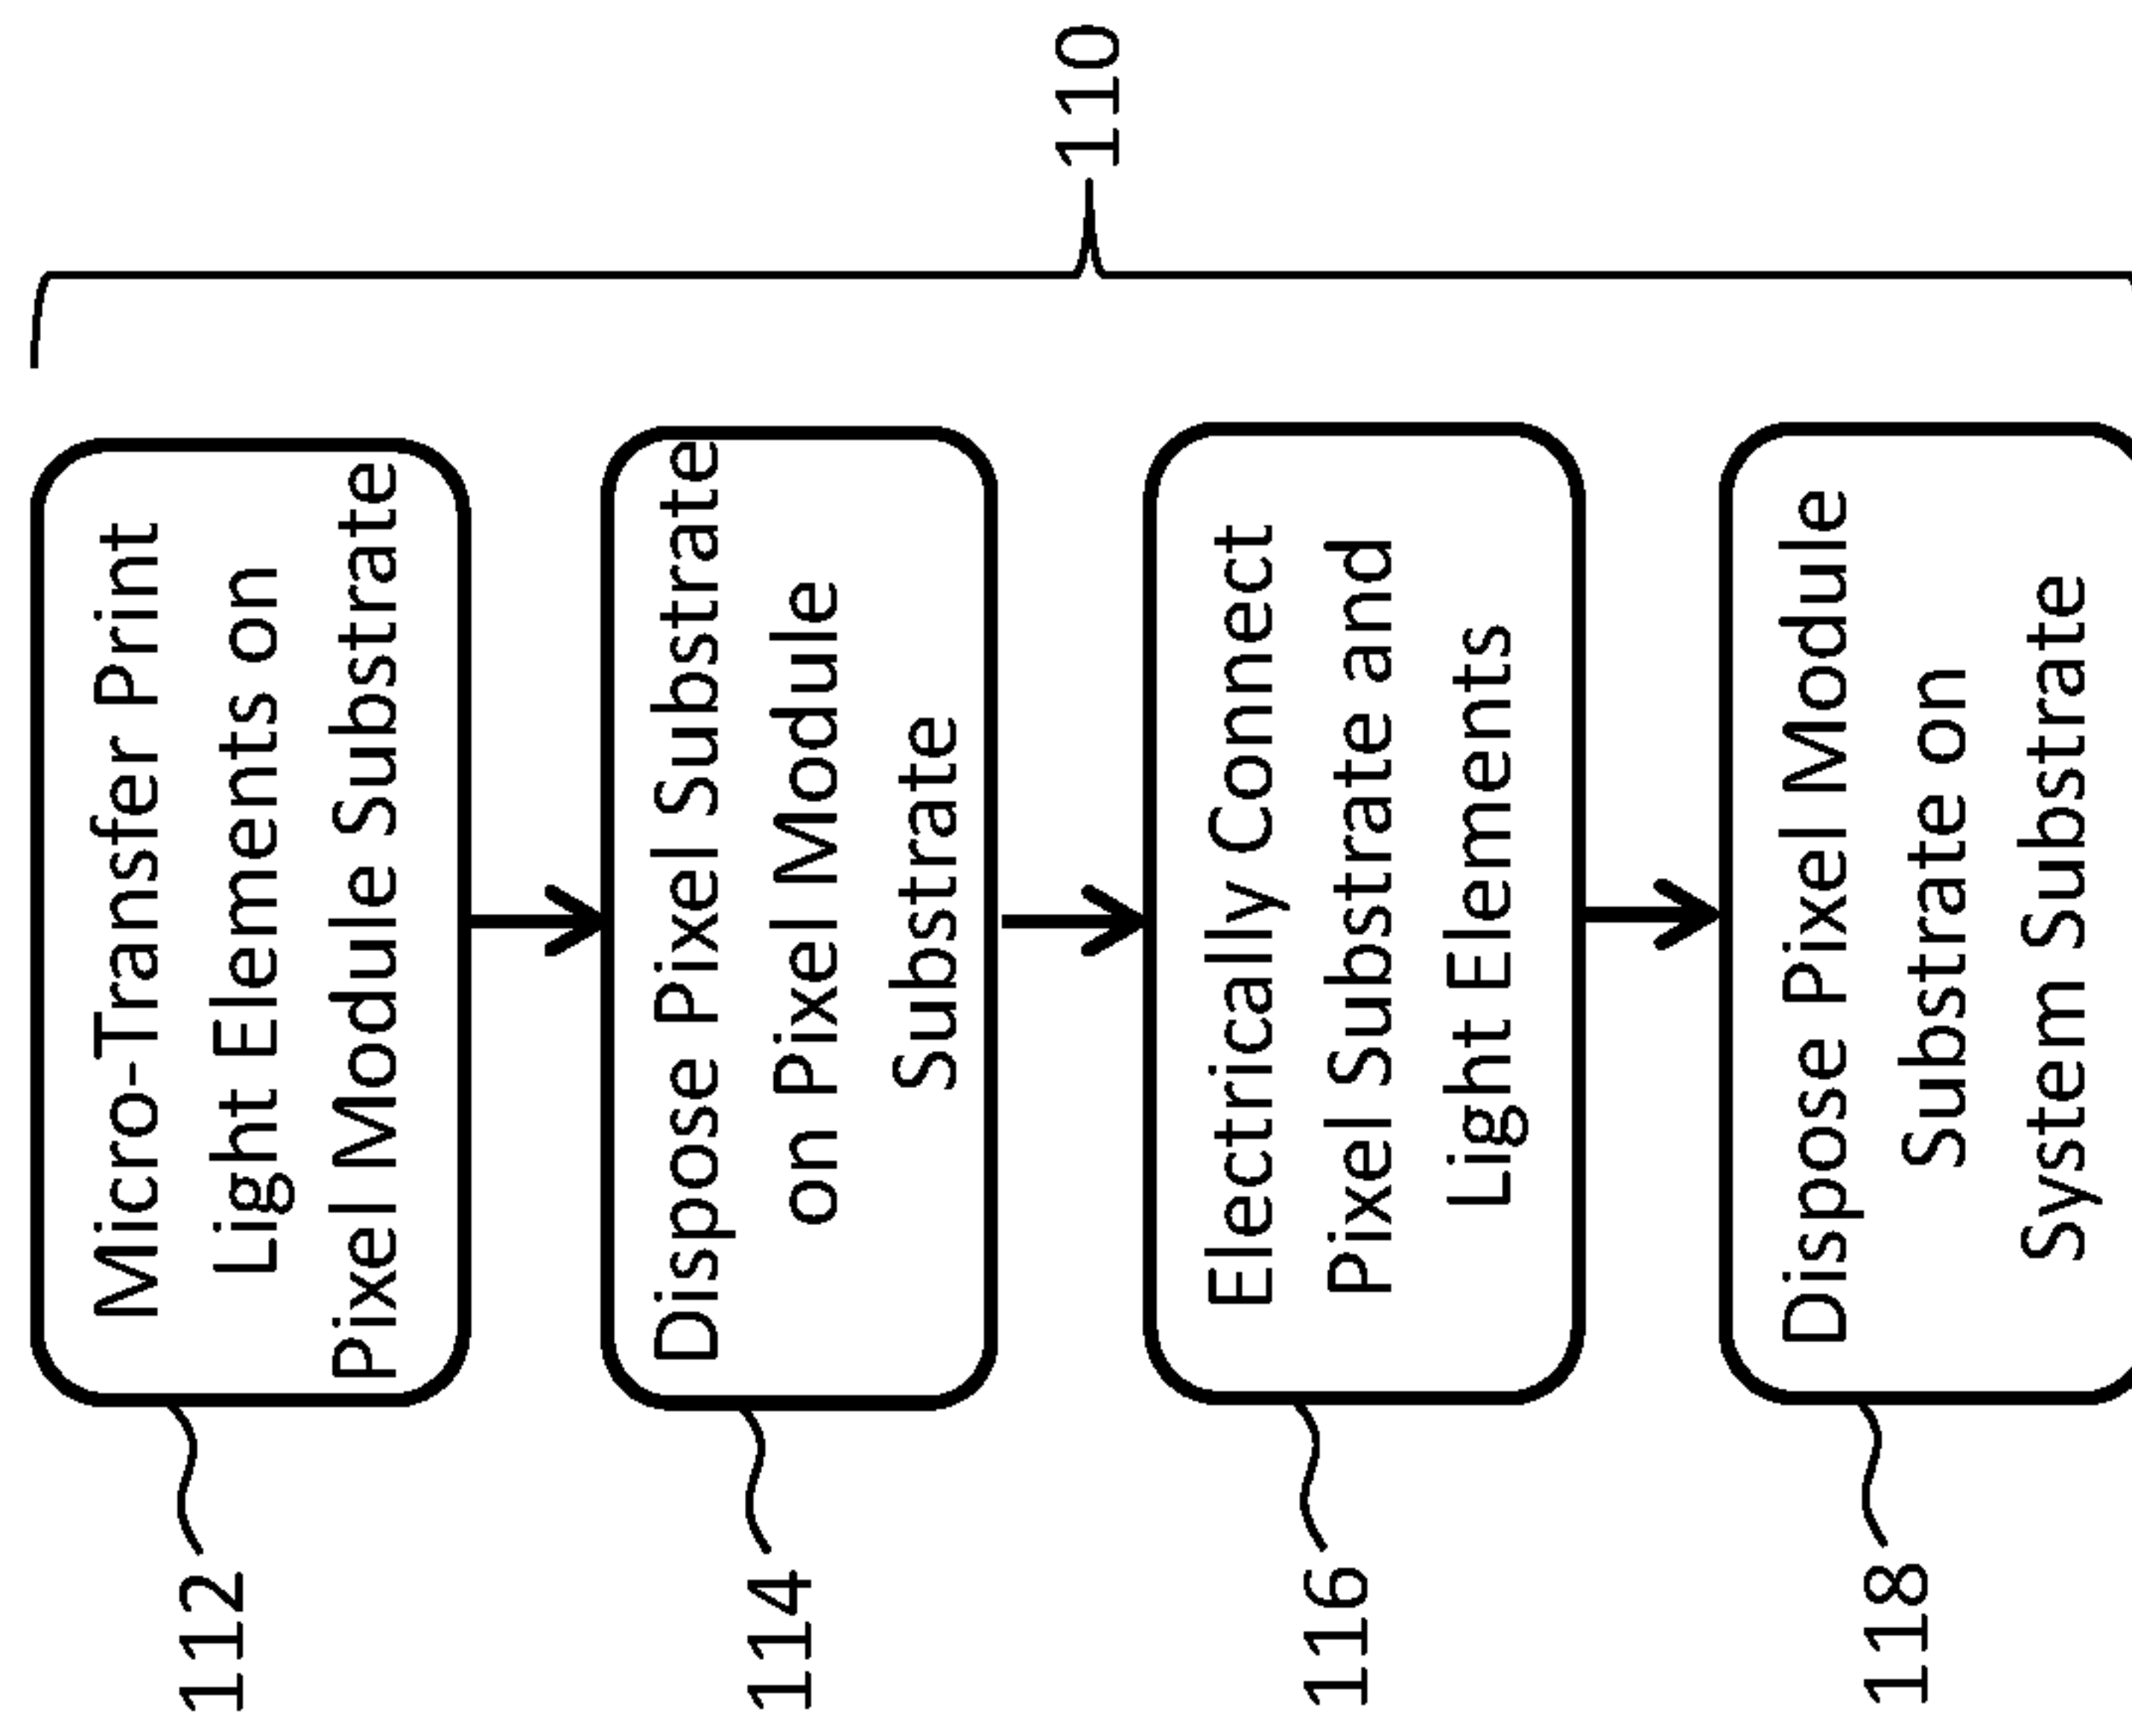 110
112
Micro-Transfer Print
Light Elements on
Pixel Module Substrate
114
Dispose Pixel Substrate
on Pixel Module
Substrate
116
Electrically Connect
Pixel Substrate and
Light Elements
118
Dispose Pixel Module
Substrate on
System Substrate